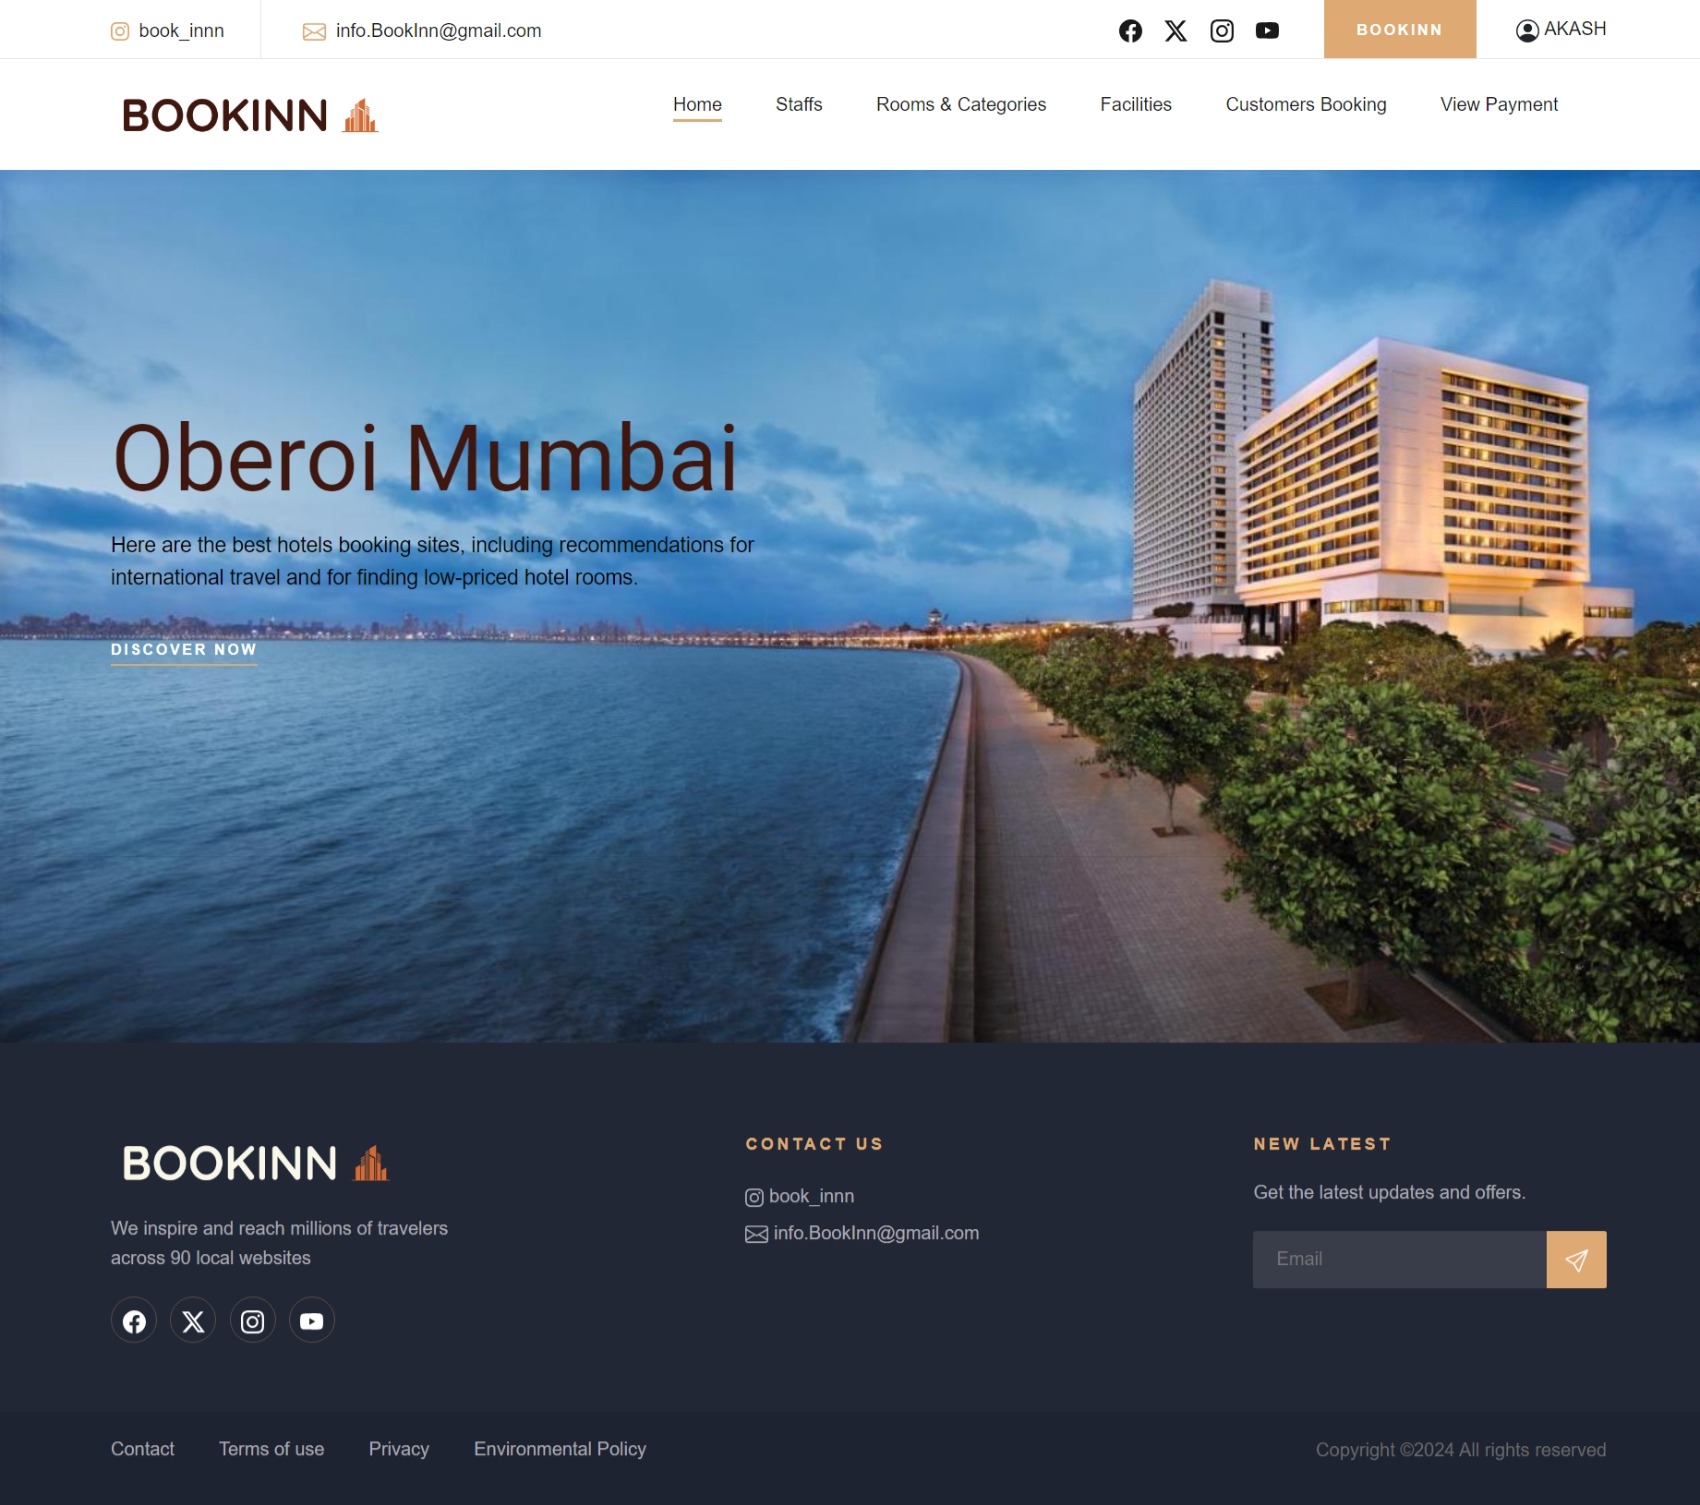 book_innn
info.BookInn@gmail.com
BOOKINN
AKASH
BOOKINN
Home
Staffs
Rooms & Categories
Facilities
Customers Booking
View Payment
Oberoi Mumbai
Here are the best hotels booking sites, including recommendations for
international travel and for finding low-priced hotel rooms.
DISCOVER NOW
BOOKINN
We inspire and reach millions of travelers
across 90 local websites
CONTACT US
book_innn
info.BookInn@gmail.com
NEW LATEST
Get the latest updates and offers.
Email
Contact
Terms of use
Privacy
Environmental Policy
Copyright ©2024 All rights reserved